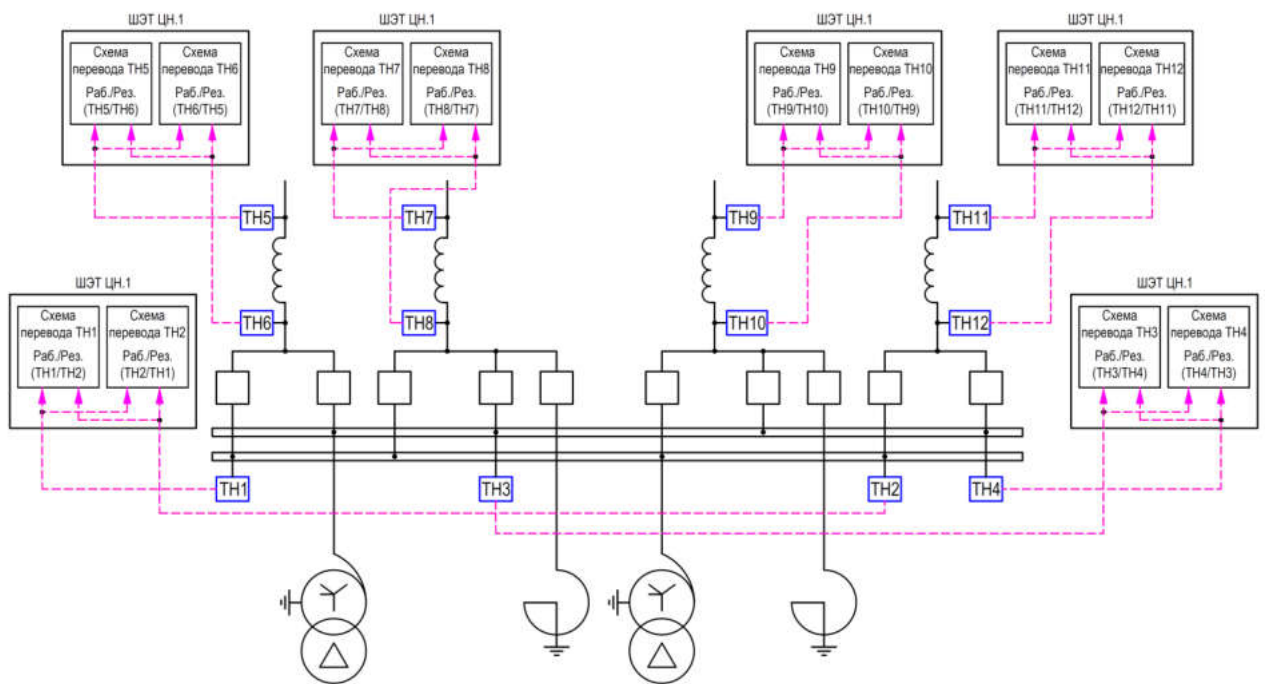 ШЭТ ЦН.1
Схема
перевода ТН5
Раб./Рез.
(ТН5/ТН6)
Схема
перевода ТН6
Раб./Рез.
(ТН6/ТН5)
ШЭТ ЦН.1
Схема
перевода ТН7
Раб./Рез.
(ТН7/ТН8)
Схема
перевода ТН8
Раб./Рез.
(ТН8/ТН7)
ШЭТ ЦН.1
Схема
перевода ТН9
Раб./Рез.
(ТН9/ТН10)
Схема
перевода ТН10
Раб./Рез.
(ТН10/ТН9)
ШЭТ ЦН.1
Схема
перевода ТН11
Раб./Рез.
(ТН11/ТН12)
Схема
перевода ТН12
Раб./Рез.
(ТН12/ТН11)
ТН5
ТН7
ТН9
ТН11
ШЭТ ЦН.1
Схема
перевода ТН1
Раб./Рез.
(ТН1/ТН2)
Схема
перевода ТН2
Раб./Рез.
(ТН2/ТН1)
ТН6
ТН8
ТН10
ТН12
ШЭТ ЦН.1
Схема
перевода ТН3
Раб./Рез.
(ТН3/ТН4)
Схема
перевода ТН4
Раб./Рез.
(ТН4/ТН3)
ТН1
ТН3
ТН2
ТН4